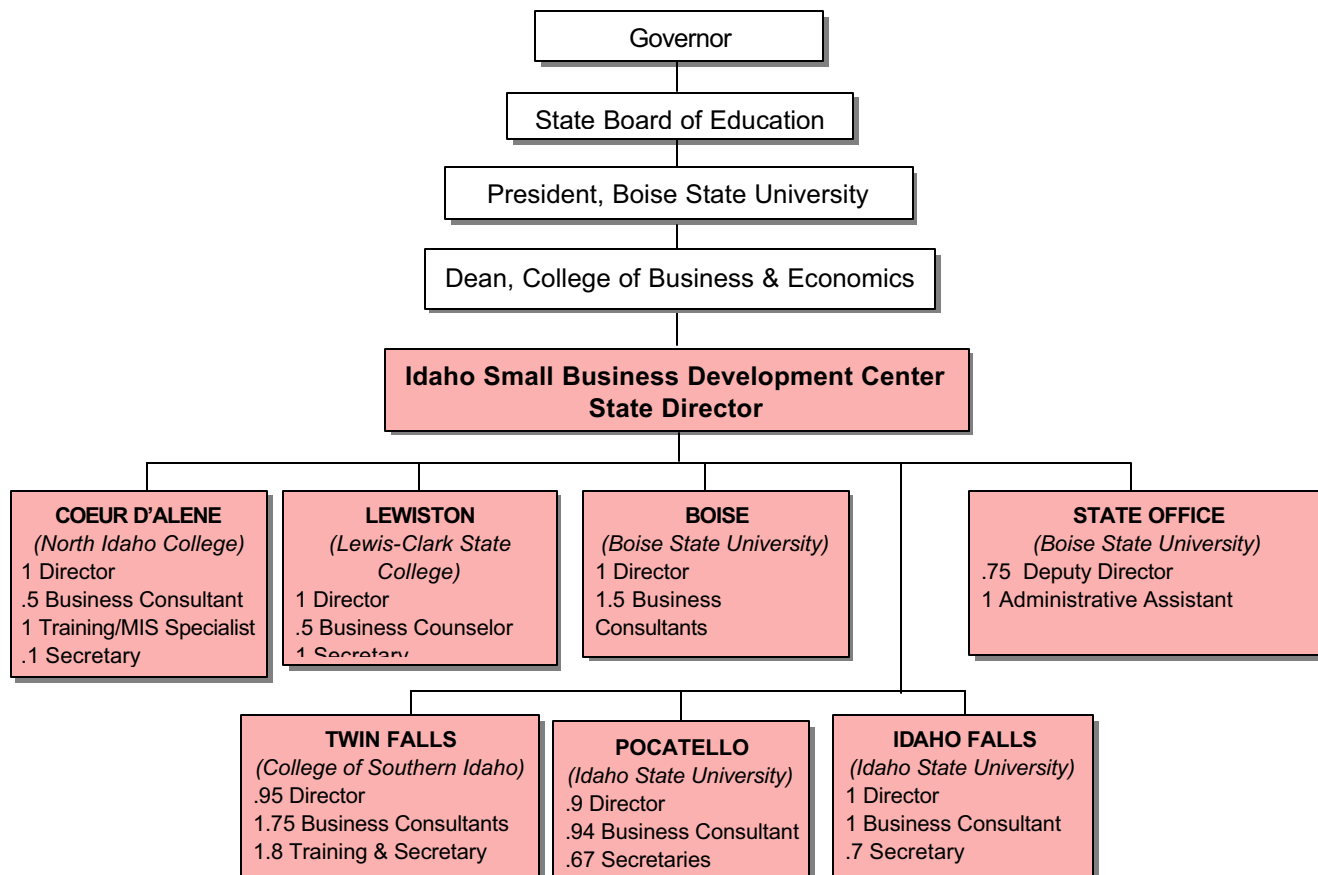 Governor
State Board of Education
President, Boise State University
Dean, College of Business & Economics
Idaho Small Business Development Center
State Director
COEUR D’ALENE
(North Idaho College)
1 Director
.5 Business Consultant
1 Training/MIS Specialist
.1 Secretary
LEWISTON
(Lewis-Clark State
College)
1 Director
.5 Business Counselor
1 Secretary
BOISE
(Boise State University)
1 Director
1.5 Business
Consultants
STATE OFFICE
(Boise State University)
.75 Deputy Director
1 Administrative Assistant
TWIN FALLS
(College of Southern Idaho)
.95 Director
1.75 Business Consultants
1.8 Training & Secretary
POCATELLO
(Idaho State University)
.9 Director
.94 Business Consultant
.67 Secretaries
IDAHO FALLS
(Idaho State University)
1 Director
1 Business Consultant
.7 Secretary